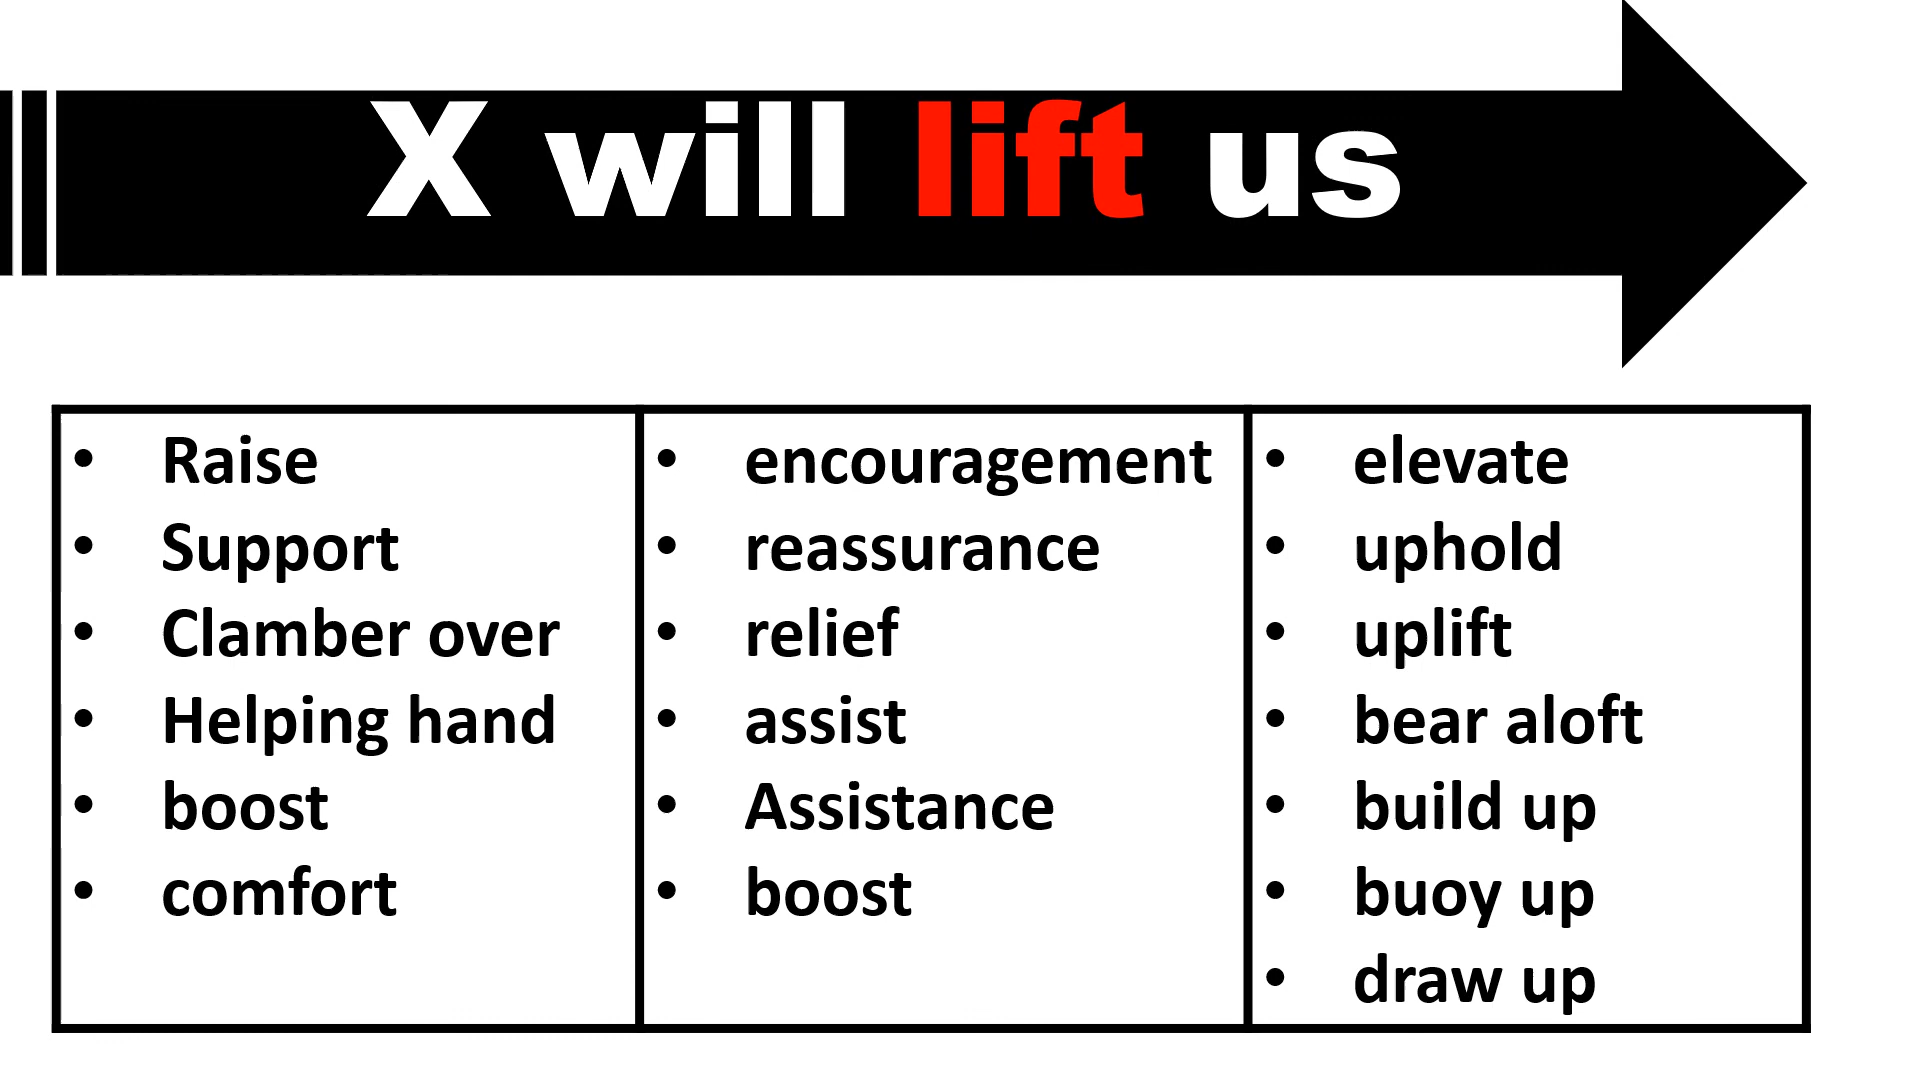 X will lift us
• Raise
• Support
• Clamber over
• Helping hand
• boost
• comfort
• encouragement
• reassurance
• relief
• assist
• Assistance
• boost
• elevate
• uphold
• uplift
• bear aloft
• build up
• buoy up
• draw up